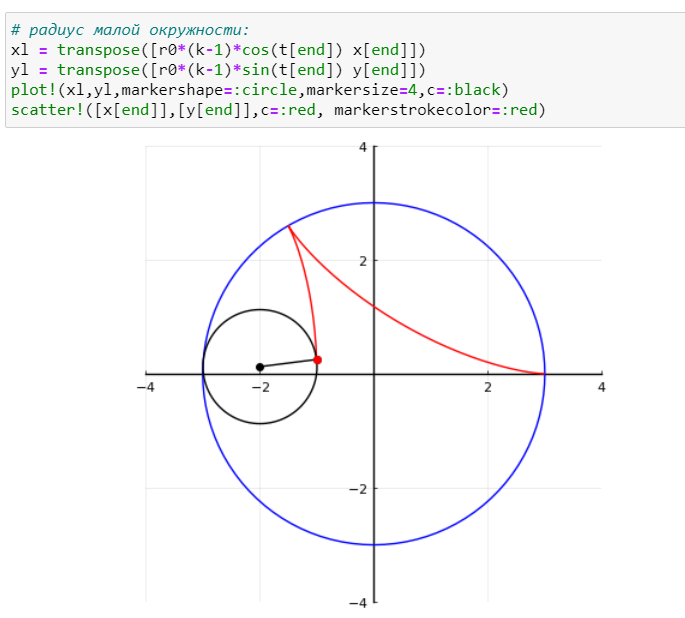 # радиус малой окружности:
xl = transpose([r0*(k-1)*cos(t[end]) x[end]])
yl = transpose([r0*(k-1)*sin(t[end]) y[end]])
plot!(xl,yl,markershape=:circle,markersize=4,c=:black)
scatter!([x[end]],[y[end]],c=:red, markerstrokecolor=:red)
4
2
−4 −2 2 4
−2
−4